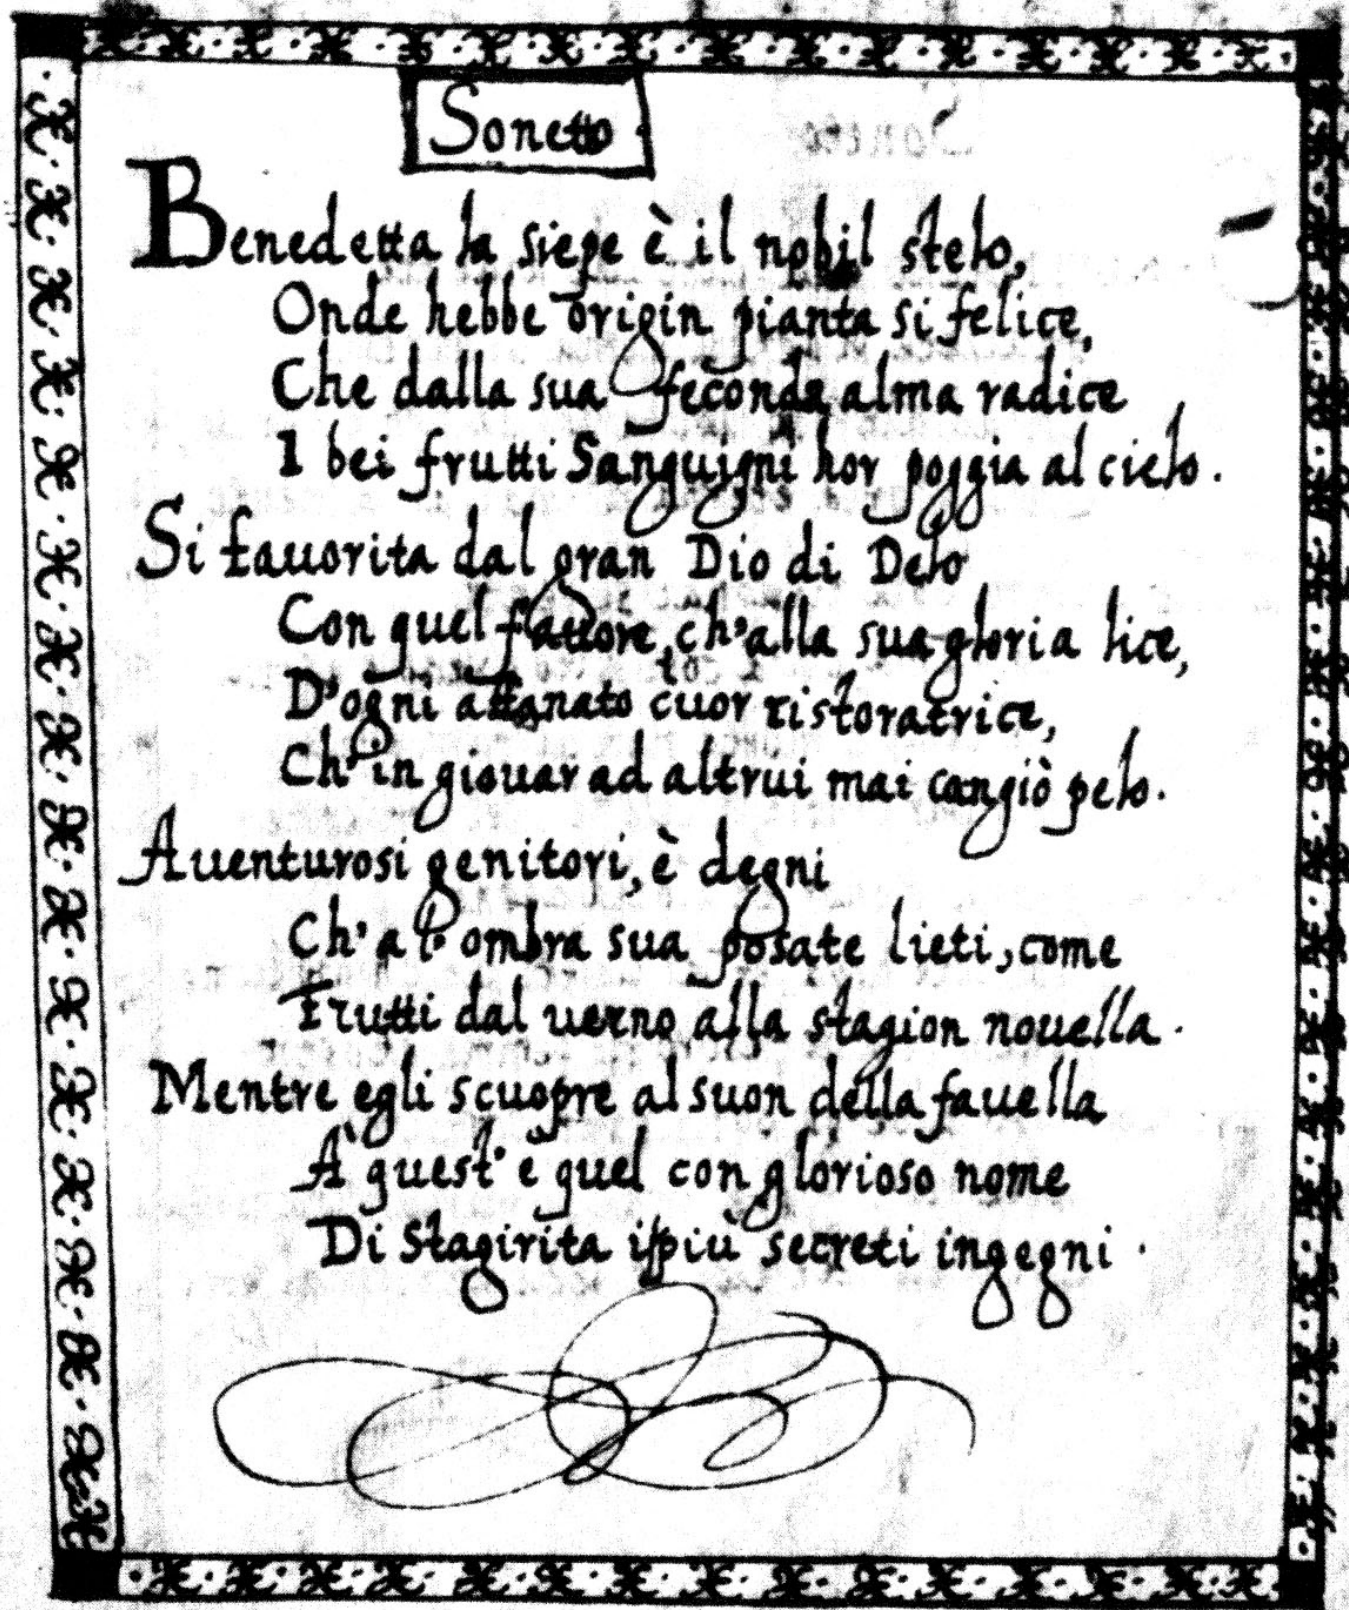 Sonetto.
Benedetta la siepe è il nobil stelo,
Onde hebbe origin pianta si felice,
Che dalla sua feconda alma radice
I bei frutti Sanguigni hor poggia al cielo.
Si fauorita dal gran Dio di Delo
Con quel fauore, ch'alla sua gloria lice,
D'ogni affanato cuor ristoratrice,
Ch' in giouar ad altrui mai cangiò pelo.
Auenturosi genitori, è degni
Ch' a l' ombra sua posate lieti, come
Frutti dal uerno alla stagion nouella.
Mentre egli scuopre al suon della fauella
A quest' è quel con glorioso nome
Di Stagirita i più secreti ingegni.